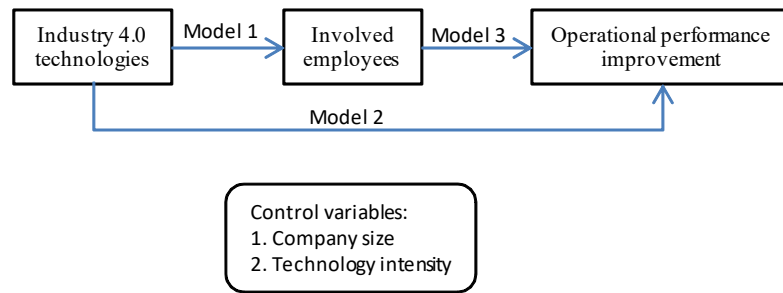 Industry 4.0
technologies
Model 1
Involved
employees
Model 3
Operational performance
improvement
Model 2
Control variables:
1. Company size
2. Technology intensity